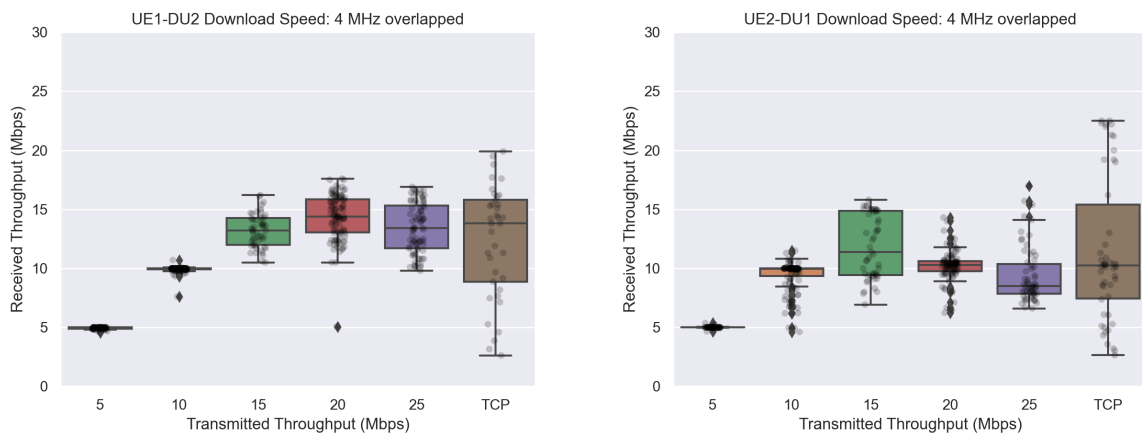 UE1-DU2 Download Speed: 4 MHz overlapped
30
25
20
15
10
5
0
Received Throughput (Mbps)
5 10 15 20 25 TCP
Transmitted Throughput (Mbps)
UE2-DU1 Download Speed: 4 MHz overlapped
30
25
20
15
10
5
0
Received Throughput (Mbps)
5 10 15 20 25 TCP
Transmitted Throughput (Mbps)